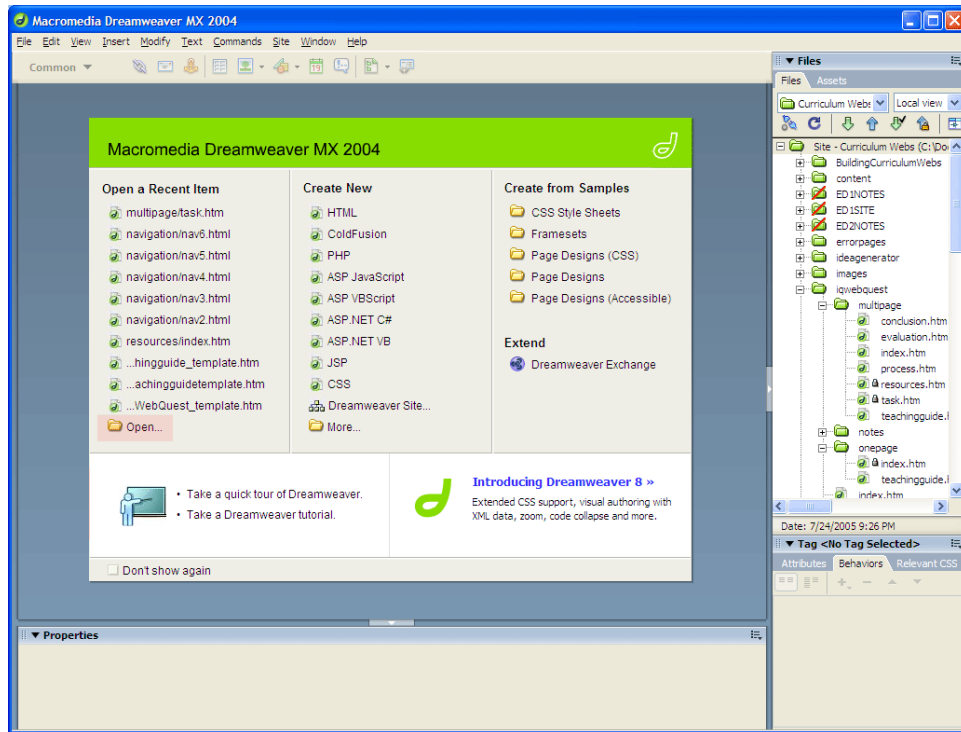 Macromedia Dreamweaver MX 2004
File Edit View Insert Modify Text Commands Site Window Help
Common
Macromedia Dreamweaver MX 2004
Open a Recent Item
multipage/task.htm
navigation/nav6.html
navigation/nav5.html
navigation/nav4.html
navigation/nav3.html
navigation/nav2.html
resources/index.htm
...hingguide_template.htm
...achingguidetemplate.htm
...WebQuest_template.htm
Open...
Create New
HTML
ColdFusion
PHP
ASP JavaScript
ASP VBScript
ASP.NET C#
ASP.NET VB
JSP
CSS
Dreamweaver Site...
More...
Create from Samples
CSS Style Sheets
Framesets
Page Designs (CSS)
Page Designs
Page Designs (Accessible)
Extend
Dreamweaver Exchange
• Take a quick tour of Dreamweaver.
• Take a Dreamweaver tutorial.
Introducing Dreamweaver 8 »
Extended CSS support, visual authoring with
XML data, zoom, code collapse and more.
Don't show again
Properties
Files
Files Assets
Curriculum Webs Local view
Site - Curriculum Webs (C:\Do
BuildingCurriculumWebs
content
ED1NOTES
ED1SITE
ED2NOTES
errorpages
ideagenerator
images
iqwebquest
multipage
conclusion.htm
evaluation.htm
index.htm
process.htm
resources.htm
task.htm
teachingguide.l
notes
onepage
index.htm
teachingguide.l
index.htm
Date: 7/24/2005 9:26 PM
Tag <No Tag Selected>
Attributes Behaviors Relevant CSS